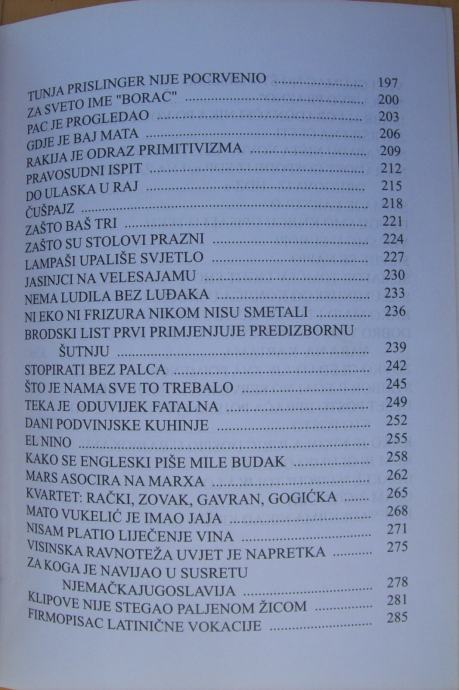 TUNJA PRISLINGER NIJE POCRVENIO ........................ 197
ZA SVETO IME "BORAC" ........................ 200
PAC JE PROGLEDAO ........................ 203
GDJE JE BAJ MATA ........................ 206
RAKIJA JE ODRAZ PRIMITIVIZMA ........................ 209
PRAVOSUDNI ISPIT ........................ 212
DO ULASKA U RAJ ........................ 215
ČUŠPAJZ ........................ 218
ZAŠTO BAŠ TRI ........................ 221
ZAŠTO SU STOLOVI PRAZNI ........................ 224
LAMPAŠI UPALIŠE SVJETLO ........................ 227
JASINJCI NA VELESAJAMU ........................ 230
NEMA LUDILA BEZ LUĐAKA ........................ 233
NI EKO NI FRIZURA NIKOM NISU SMETALI ........................ 236
BRODSKI LIST PRVI PRIMJENJUJE PREDIZBORNU
ŠUTNJU ........................ 239
STOPIRATI BEZ PALCA ........................ 242
ŠTO JE NAMA SVE TO TREBALO ........................ 245
TEKA JE ODUVIJEK FATALNA ........................ 249
DANI PODVINJSKE KUHINJE ........................ 252
EL NINO ........................ 255
KAKO SE ENGLESKI PIŠE MILE BUDAK ........................ 258
MARS ASOCIRA NA MARXA ........................ 262
KVARTET: RAČKI, ZOVAK, GAVRAN, GOGIĆKA ........................ 265
MATO VUKELIĆ JE IMAO JAJA ........................ 268
NISAM PLATIO LIJEČENJE VINA ........................ 271
VISINSKA RAVNOTEŽA UVJET JE NAPRETKA ........................ 275
ZA KOGA JE NAVIJAO U SUSRETU
NJEMAČKAJUGOSLAVIJA ........................ 278
KLIPOVE NIJE STEGAO PALJENOM ŽICOM ........................ 281
FIRMOPISAC LATINIČNE VOKACIJE ........................ 285